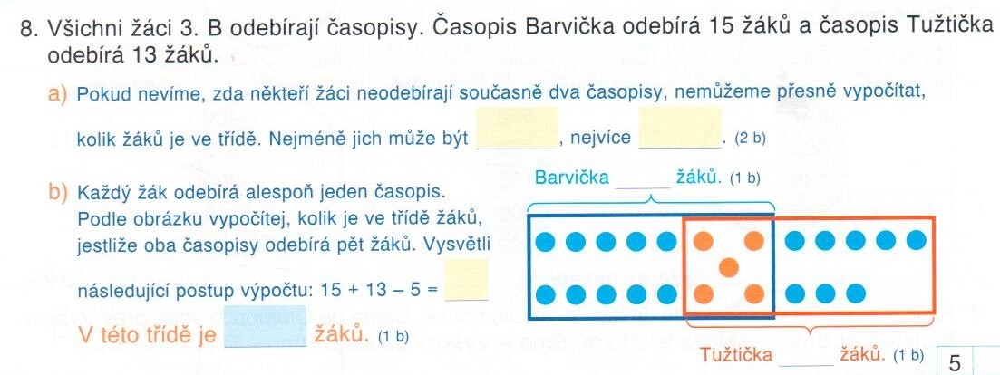 8. Všichni žáci 3. B odebírají časopisy. Časopis Barvička odebírá 15 žáků a časopis Tužtička
odebírá 13 žáků.
a) Pokud nevíme, zda někteří žáci neodebírají současně dva časopisy, nemůžeme přesně vypočítat,
kolik žáků je ve třídě. Nejméně jich může být ______, nejvíce ______. (2 b)
b) Každý žák odebírá alespoň jeden časopis.
Podle obrázku vypočítej, kolik je ve třídě žáků,
jestliže oba časopisy odebírá pět žáků. Vysvětli
následující postup výpočtu: 15 + 13 – 5 = ___
V této třídě je žáků. (1 b)
Barvička ____ žáků. (1 b)
Tužtička ____ žáků. (1 b)
5